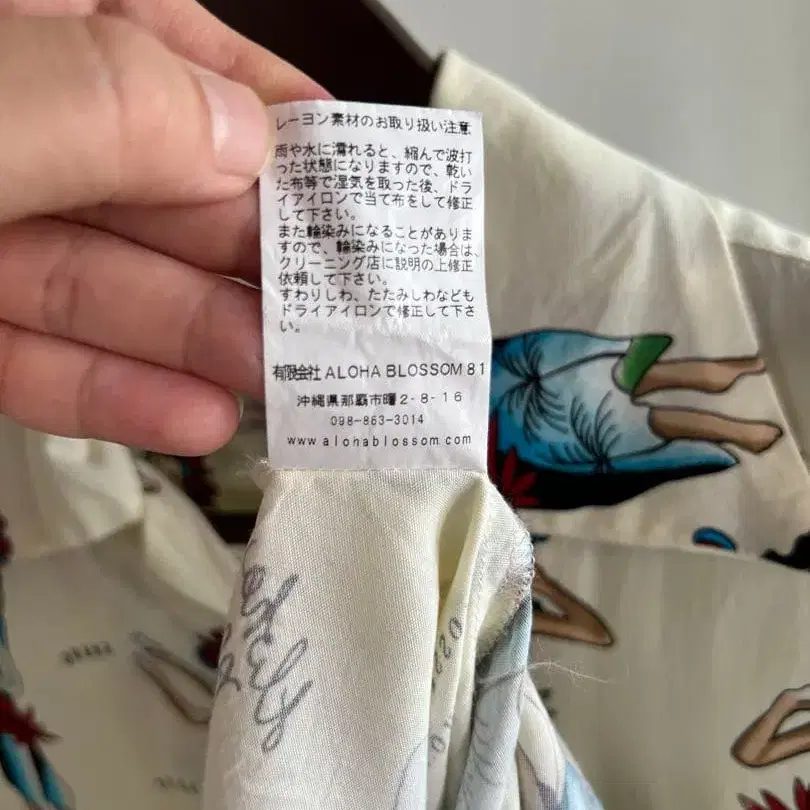 レーヨン素材のお取り扱い注意
雨や水に濡れると、縮んで波打
った状態になりますので、乾い
た布等で湿気を取った後、ドラ
イアイロンで当て布をして修正
して下さい。
また輪染みになることがありま
すので、輪染みになった場合は、
クリーニング店に説明の上修正
依頼して下さい。
すわりしわ、たたみしわなども
ドライアイロンで修正して下さ
い。
有限会社 ALOHA BLOSSOM 81
沖縄県那覇市曙2-8-16
098-863-3014
www.alohablossom.com